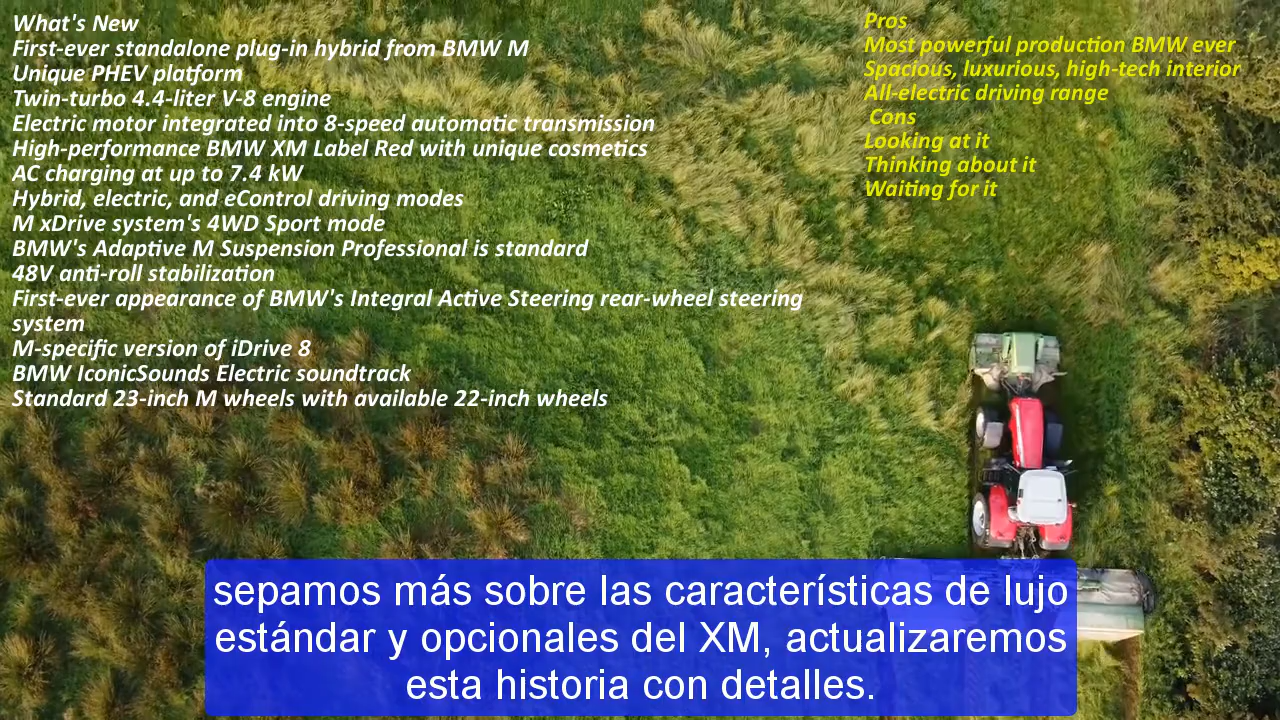 What's New
First-ever standalone plug-in hybrid from BMW M
Unique PHEV platform
Twin-turbo 4.4-liter V-8 engine
Electric motor integrated into 8-speed automatic transmission
High-performance BMW XM Label Red with unique cosmetics
AC charging at up to 7.4 kW
Hybrid, electric, and eControl driving modes
M xDrive system's 4WD Sport mode
BMW's Adaptive M Suspension Professional is standard
48V anti-roll stabilization
First-ever appearance of BMW's Integral Active Steering rear-wheel steering
system
M-specific version of iDrive 8
BMW IconicSounds Electric soundtrack
Standard 23-inch M wheels with available 22-inch wheels
Pros
Most powerful production BMW ever
Spacious, luxurious, high-tech interior
All-electric driving range
Cons
Looking at it
Thinking about it
Waiting for it
sepamos más sobre las características de lujo
estándar y opcionales del XM, actualizaremos
esta historia con detalles.